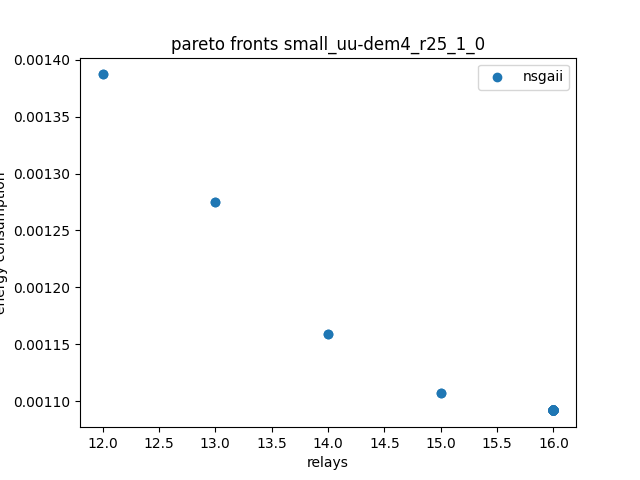 pareto fronts small_uu-dem4_r25_1_0
nsgaii
0.00140
0.00135
0.00130
0.00125
0.00120
0.00115
0.00110
energy consumption
12.0 12.5 13.0 13.5 14.0 14.5 15.0 15.5 16.0
relays